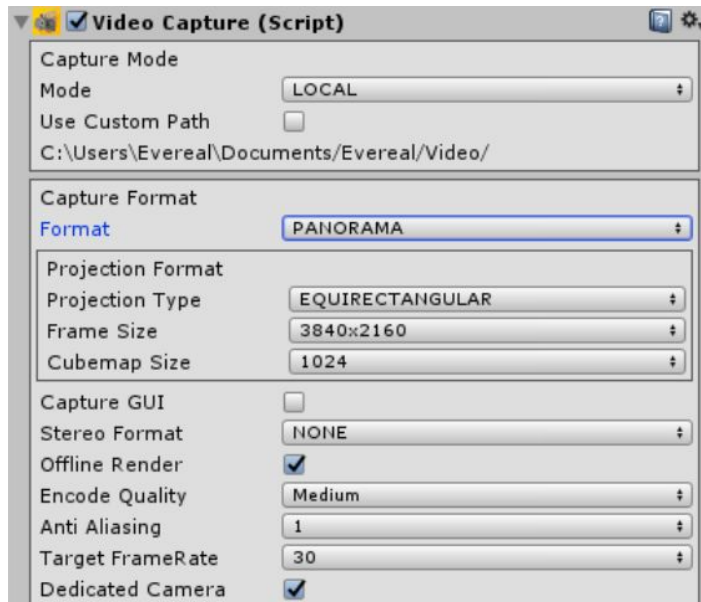 Video Capture (Script)
Capture Mode
Mode LOCAL
Use Custom Path
C:\Users\Evereal\Documents/Evereal/Video/
Capture Format
Format PANORAMA
Projection Format
Projection Type EQUIRECTANGULAR
Frame Size 3840x2160
Cubemap Size 1024
Capture GUI
Stereo Format NONE
Offline Render
Encode Quality Medium
Anti Aliasing 1
Target FrameRate 30
Dedicated Camera